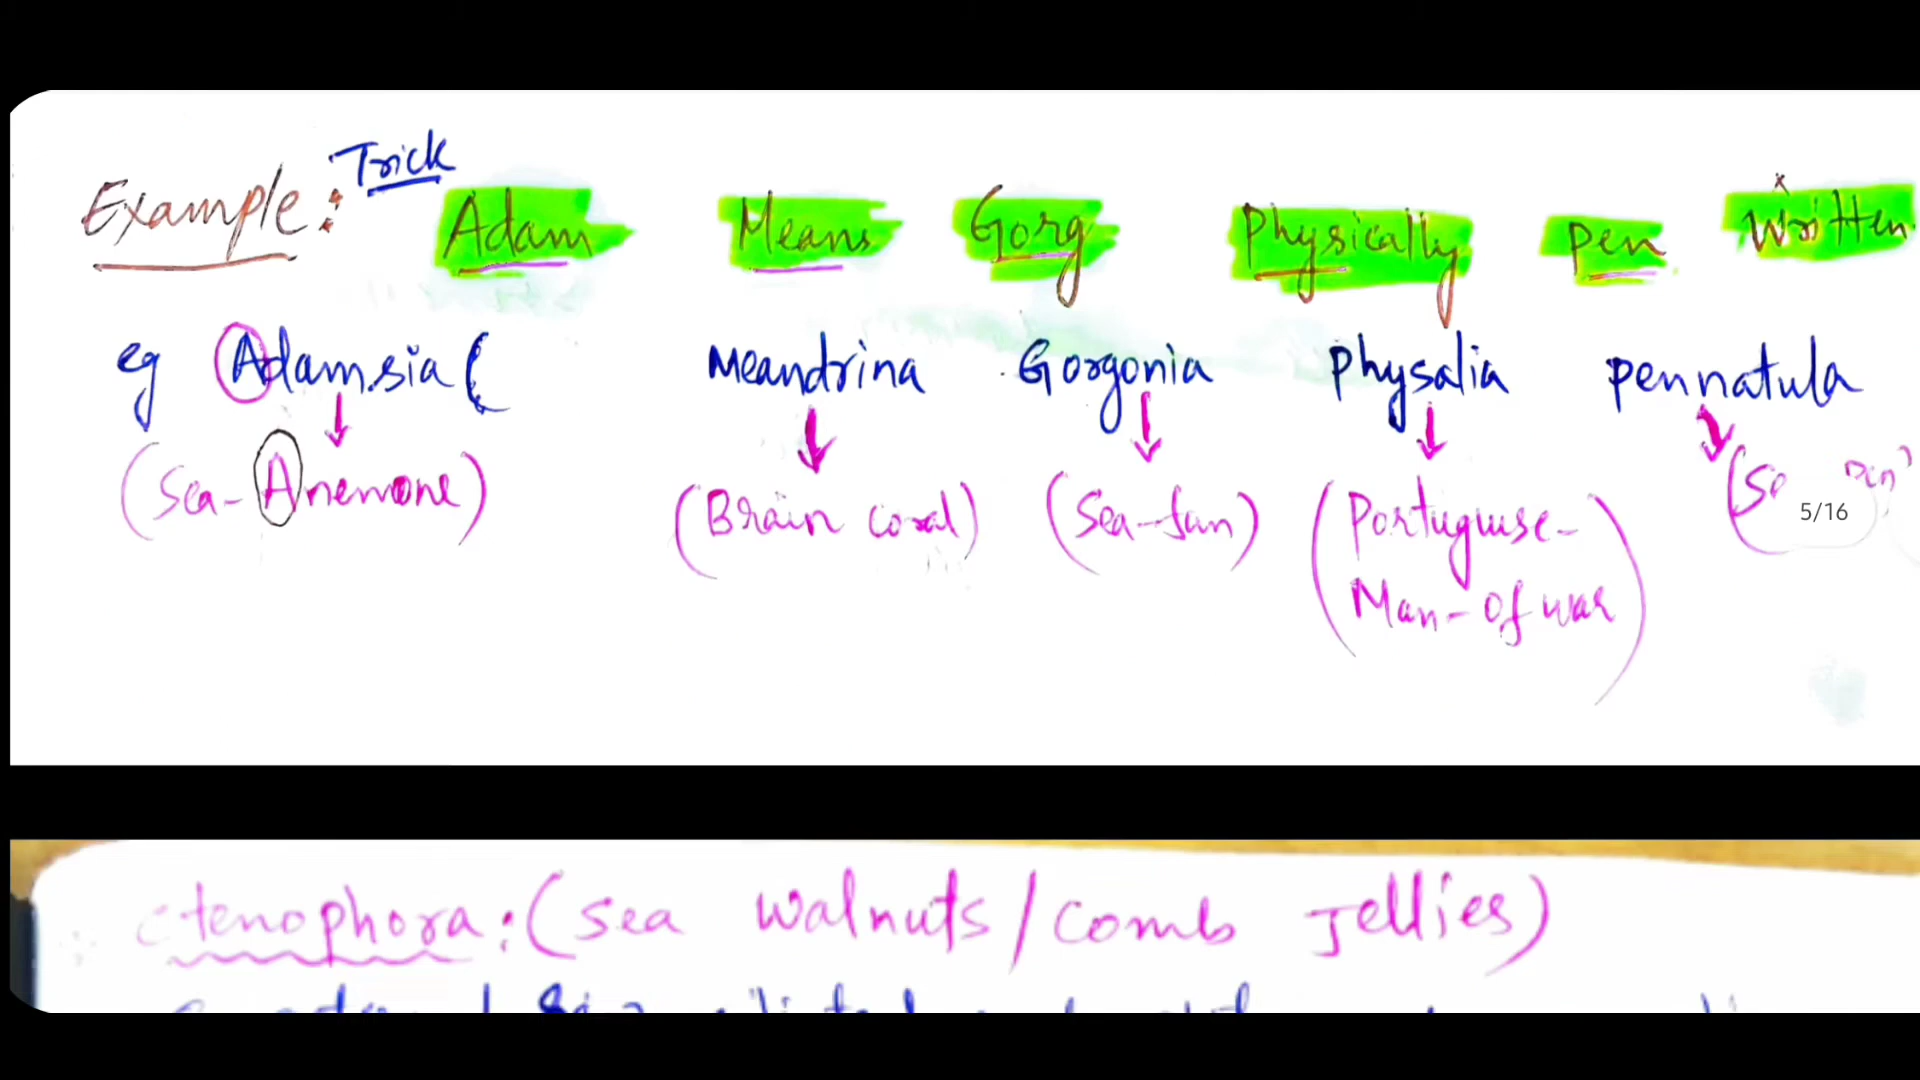 Example : Trick
Adam Means Gorg Physically pen Written
eg Adamsia ( Meandrina Gorgonia Physalia pennatula
(Sea-Anemone) (Brain coral) (Sea-fan) (Portuguese-
Man-of war
5/16
ctenophora : (sea walnuts / comb Jellies)